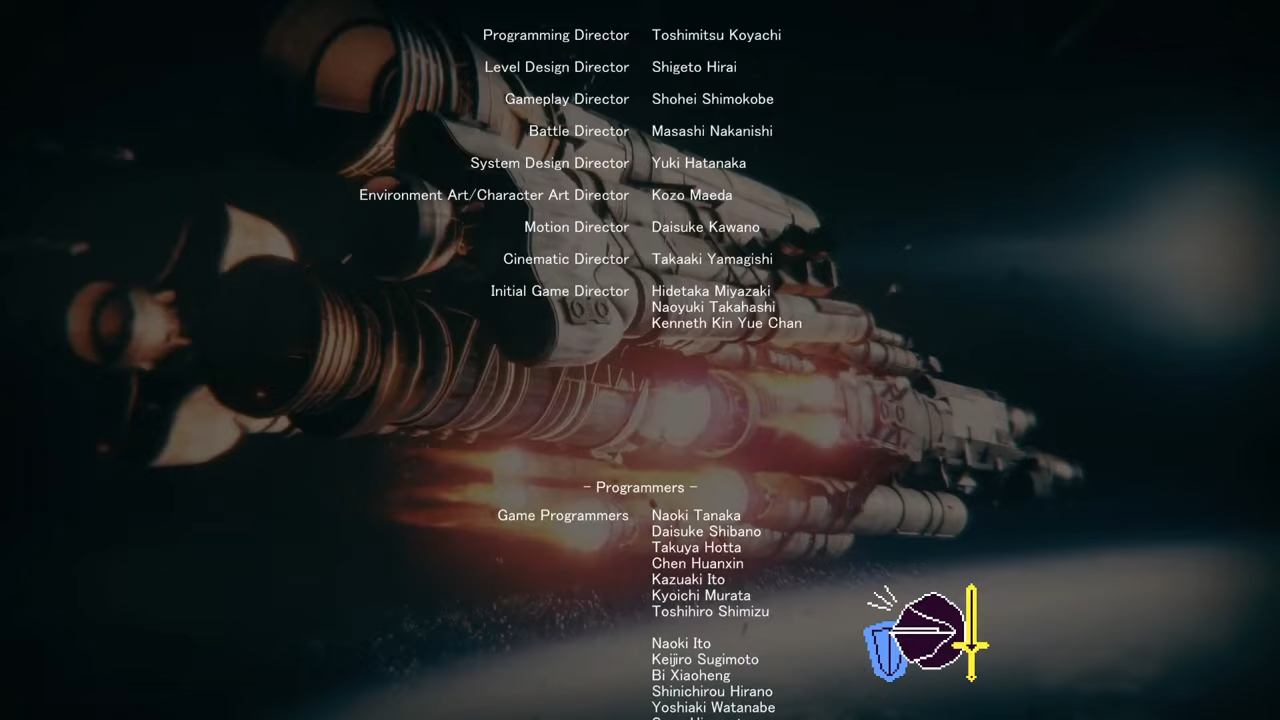 Programming Director Toshimitsu Koyachi
Level Design Director Shigeto Hirai
Gameplay Director Shohei Shimokobe
Battle Director Masashi Nakanishi
System Design Director Yuki Hatanaka
Environment Art/Character Art Director Kozo Maeda
Motion Director Daisuke Kawano
Cinematic Director Takaaki Yamagishi
Initial Game Director Hidetaka Miyazaki
Naoyuki Takahashi
Kenneth Kin Yue Chan
- Programmers -
Game Programmers Naoki Tanaka
Daisuke Shibano
Takuya Hotta
Chen Huanxin
Kazuaki Ito
Kyoichi Murata
Toshihiro Shimizu
Naoki Ito
Keijiro Sugimoto
Bi Xiaoheng
Shinichirou Hirano
Yoshiaki Watanabe